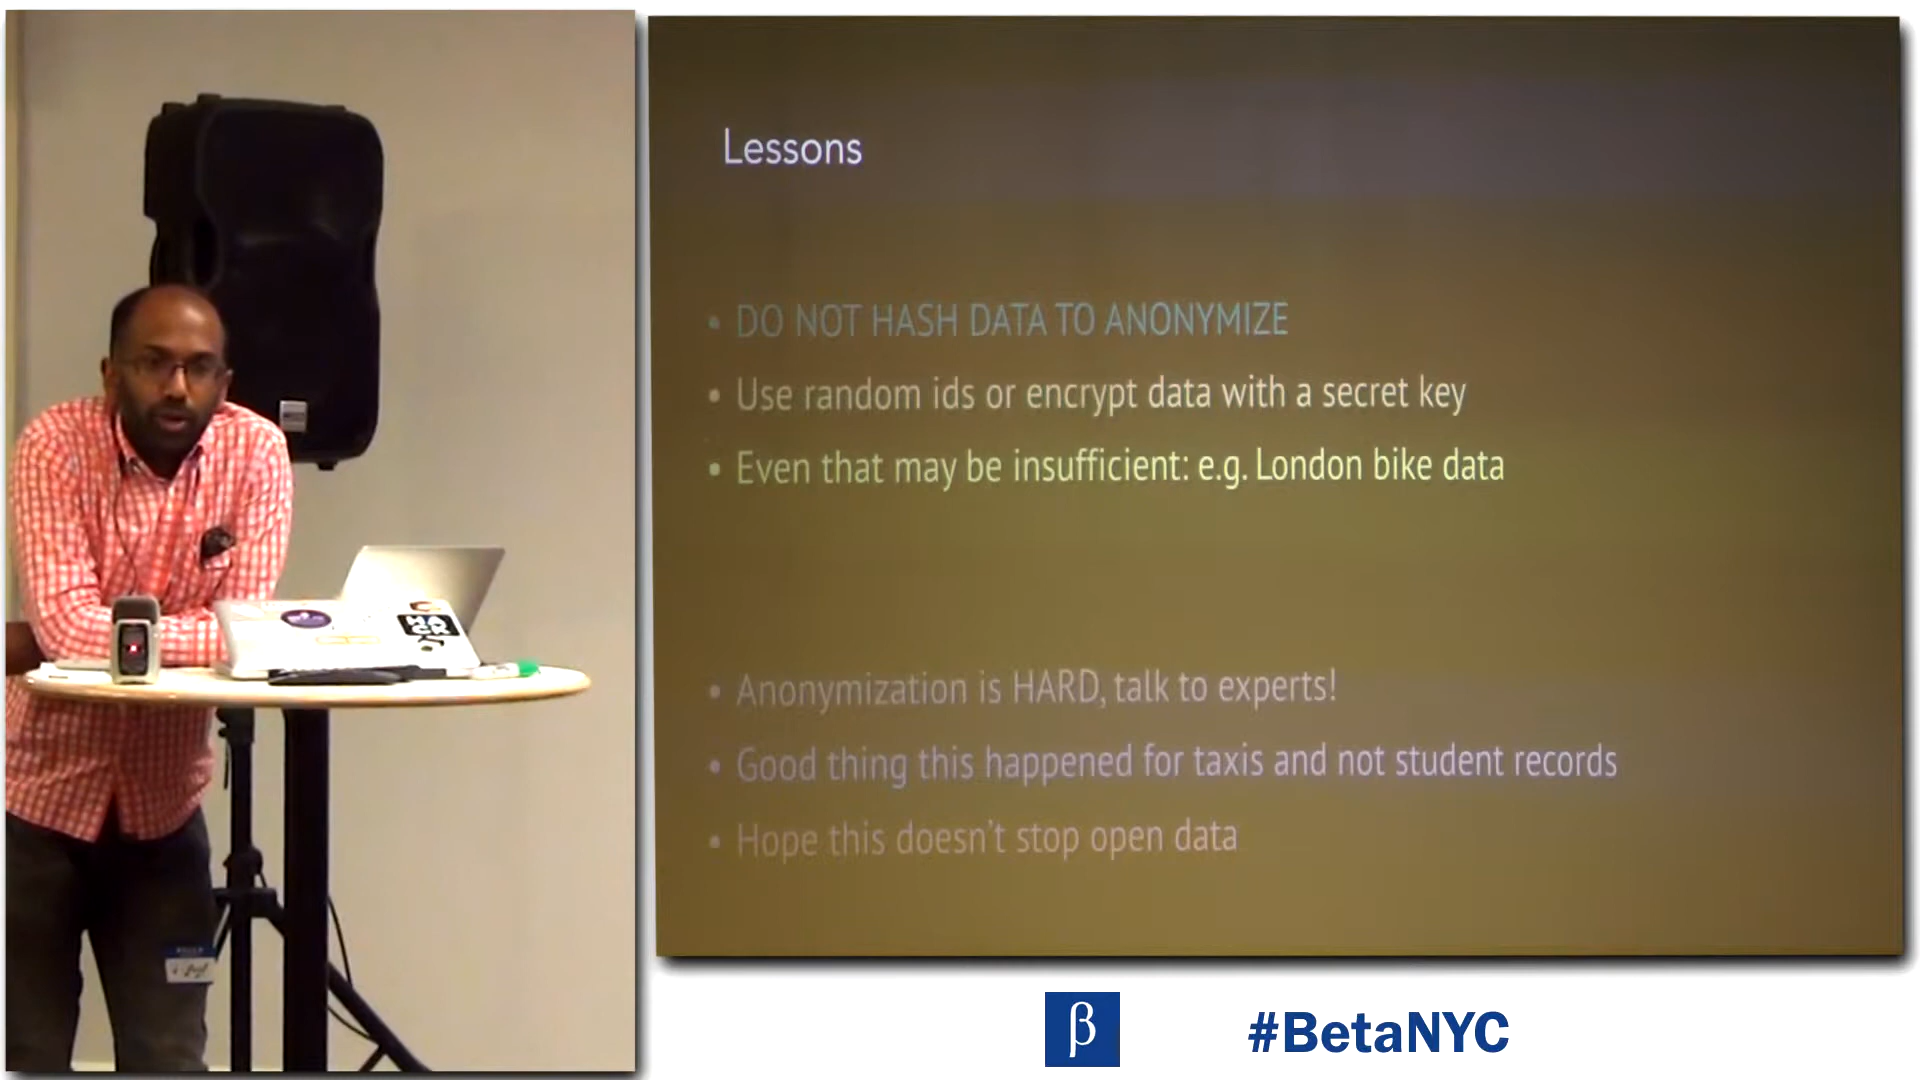 Lessons
• DO NOT HASH DATA TO ANONYMIZE
• Use random ids or encrypt data with a secret key
• Even that may be insufficient: e.g. London bike data
• Anonymization is HARD, talk to experts!
• Good thing this happened for taxis and not student records
• Hope this doesn't stop open data
HACK
β
#BetaNYC